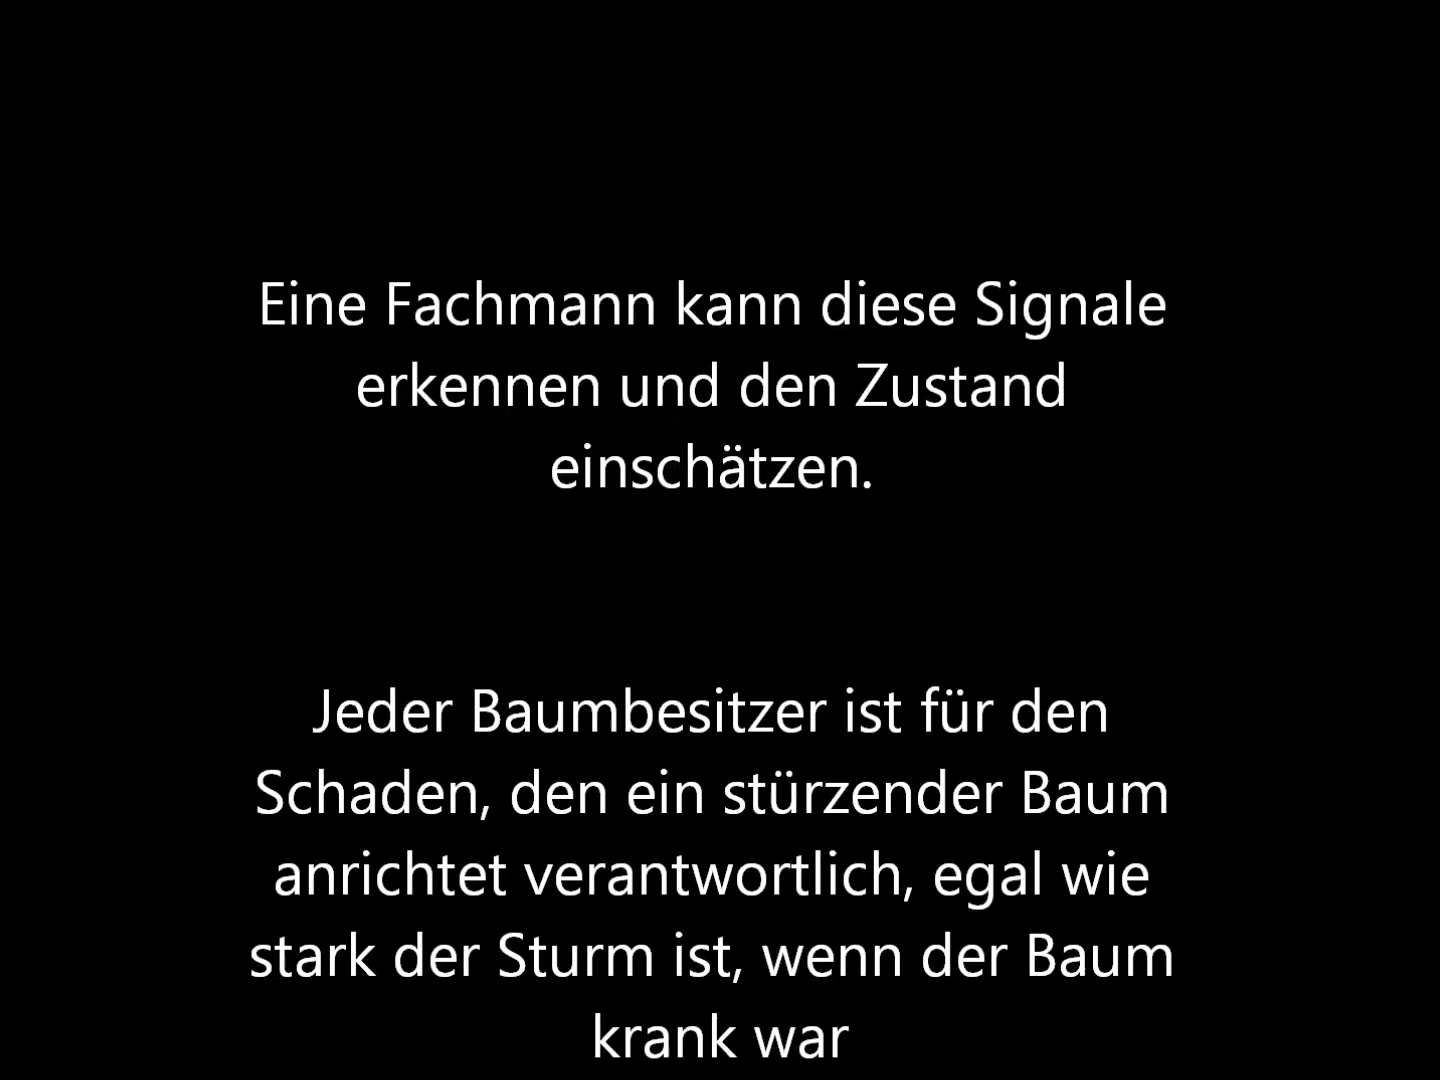 Eine Fachmann kann diese Signale
erkennen und den Zustand
einschätzen.
Jeder Baumbesitzer ist für den
Schaden, den ein stürzender Baum
anrichtet verantwortlich, egal wie
stark der Sturm ist, wenn der Baum
krank war